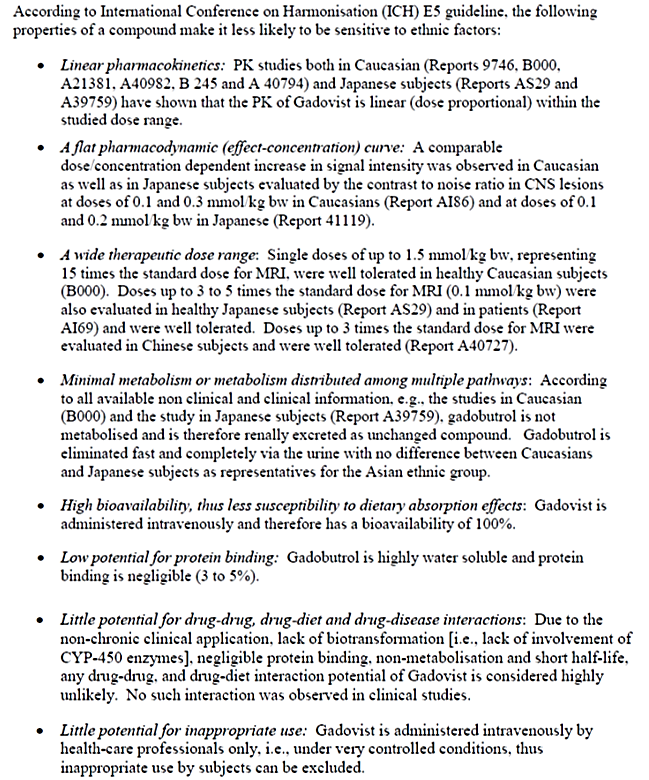 According to International Conference on Harmonisation (ICH) E5 guideline, the following
properties of a compound make it less likely to be sensitive to ethnic factors:
• Linear pharmacokinetics: PK studies both in Caucasian (Reports 9746, B000,
A21381, A40982, B 245 and A 40794) and Japanese subjects (Reports AS29 and
A39759) have shown that the PK of Gadovist is linear (dose proportional) within the
studied dose range.
• A flat pharmacodynamic (effect-concentration) curve: A comparable
dose/concentration dependent increase in signal intensity was observed in Caucasian
as well as in Japanese subjects evaluated by the contrast to noise ratio in CNS lesions
at doses of 0.1 and 0.3 mmol/kg bw in Caucasians (Report AI86) and at doses of 0.1
and 0.2 mmol/kg bw in Japanese (Report 41119).
• A wide therapeutic dose range: Single doses of up to 1.5 mmol/kg bw, representing
15 times the standard dose for MRI, were well tolerated in healthy Caucasian subjects
(B000). Doses up to 3 to 5 times the standard dose for MRI (0.1 mmol/kg bw) were
also evaluated in healthy Japanese subjects (Report AS29) and in patients (Report
AI69) and were well tolerated. Doses up to 3 times the standard dose for MRI were
evaluated in Chinese subjects and were well tolerated (Report A40727).
• Minimal metabolism or metabolism distributed among multiple pathways: According
to all available non clinical and clinical information, e.g., the studies in Caucasian
(B000) and the study in Japanese subjects (Report A39759), gadobutrol is not
metabolised and is therefore renally excreted as unchanged compound. Gadobutrol is
eliminated fast and completely via the urine with no difference between Caucasians
and Japanese subjects as representatives for the Asian ethnic group.
• High bioavailability, thus less susceptibility to dietary absorption effects: Gadovist is
administered intravenously and therefore has a bioavailability of 100%.
• Low potential for protein binding: Gadobutrol is highly water soluble and protein
binding is negligible (3 to 5%).
• Little potential for drug-drug, drug-diet and drug-disease interactions: Due to the
non-chronic clinical application, lack of biotransformation [i.e., lack of involvement of
CYP-450 enzymes], negligible protein binding, non-metabolisation and short half-life,
any drug-drug, and drug-diet interaction potential of Gadovist is considered highly
unlikely. No such interaction was observed in clinical studies.
• Little potential for inappropriate use: Gadovist is administered intravenously by
health-care professionals only, i.e., under very controlled conditions, thus
inappropriate use by subjects can be excluded.